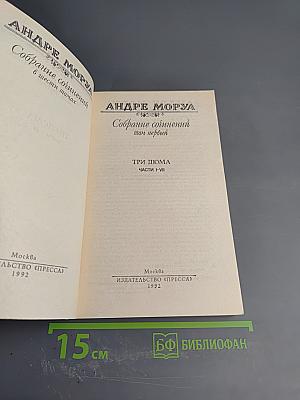 АНДРЕ МОРУА
Собрание сочинений
в шести томах
Москва
ИЗДАТЕЛЬСТВО «ПРЕССА»
1992
АНДРЕ МОРУА
Собрание сочинений
том первый
ТРИ ДЮМА
ЧАСТИ I-VII
Москва
ИЗДАТЕЛЬСТВО «ПРЕССА»
1992
15 см
БФ БИБЛИОФАН